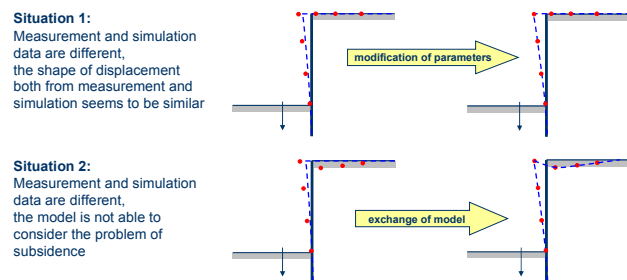 Situation 1:
Measurement and simulation
data are different,
the shape of displacement
both from measurement and
simulation seems to be similar
modification of parameters
Situation 2:
Measurement and simulation
data are different,
the model is not able to
consider the problem of
subsidence
exchange of model